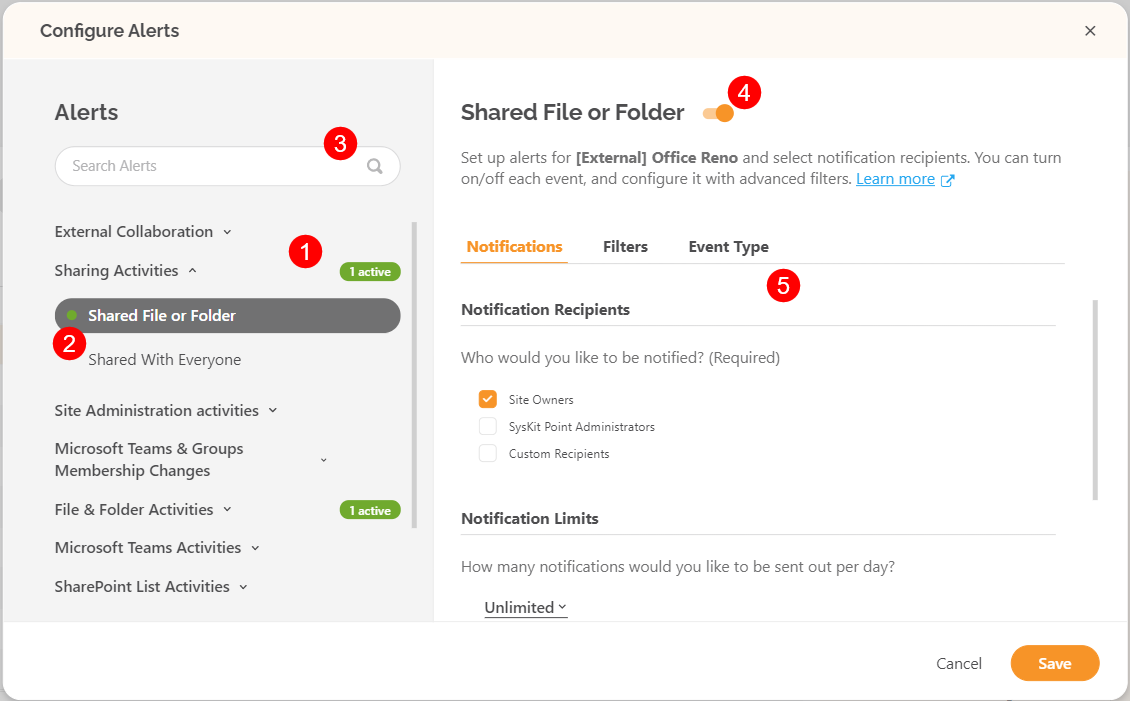 Configure Alerts
Alerts
3
Search Alerts
External Collaboration
1
Sharing Activities
1 active
Shared File or Folder
2
Shared With Everyone
Site Administration activities
Microsoft Teams & Groups
Membership Changes
File & Folder Activities
1 active
Microsoft Teams Activities
SharePoint List Activities
4
Shared File or Folder
Set up alerts for [External] Office Reno and select notification recipients. You can turn
on/off each event, and configure it with advanced filters. Learn more
Notifications
Filters
Event Type
5
Notification Recipients
Who would you like to be notified? (Required)
Site Owners
SysKit Point Administrators
Custom Recipients
Notification Limits
How many notifications would you like to be sent out per day?
Unlimited
Cancel
Save